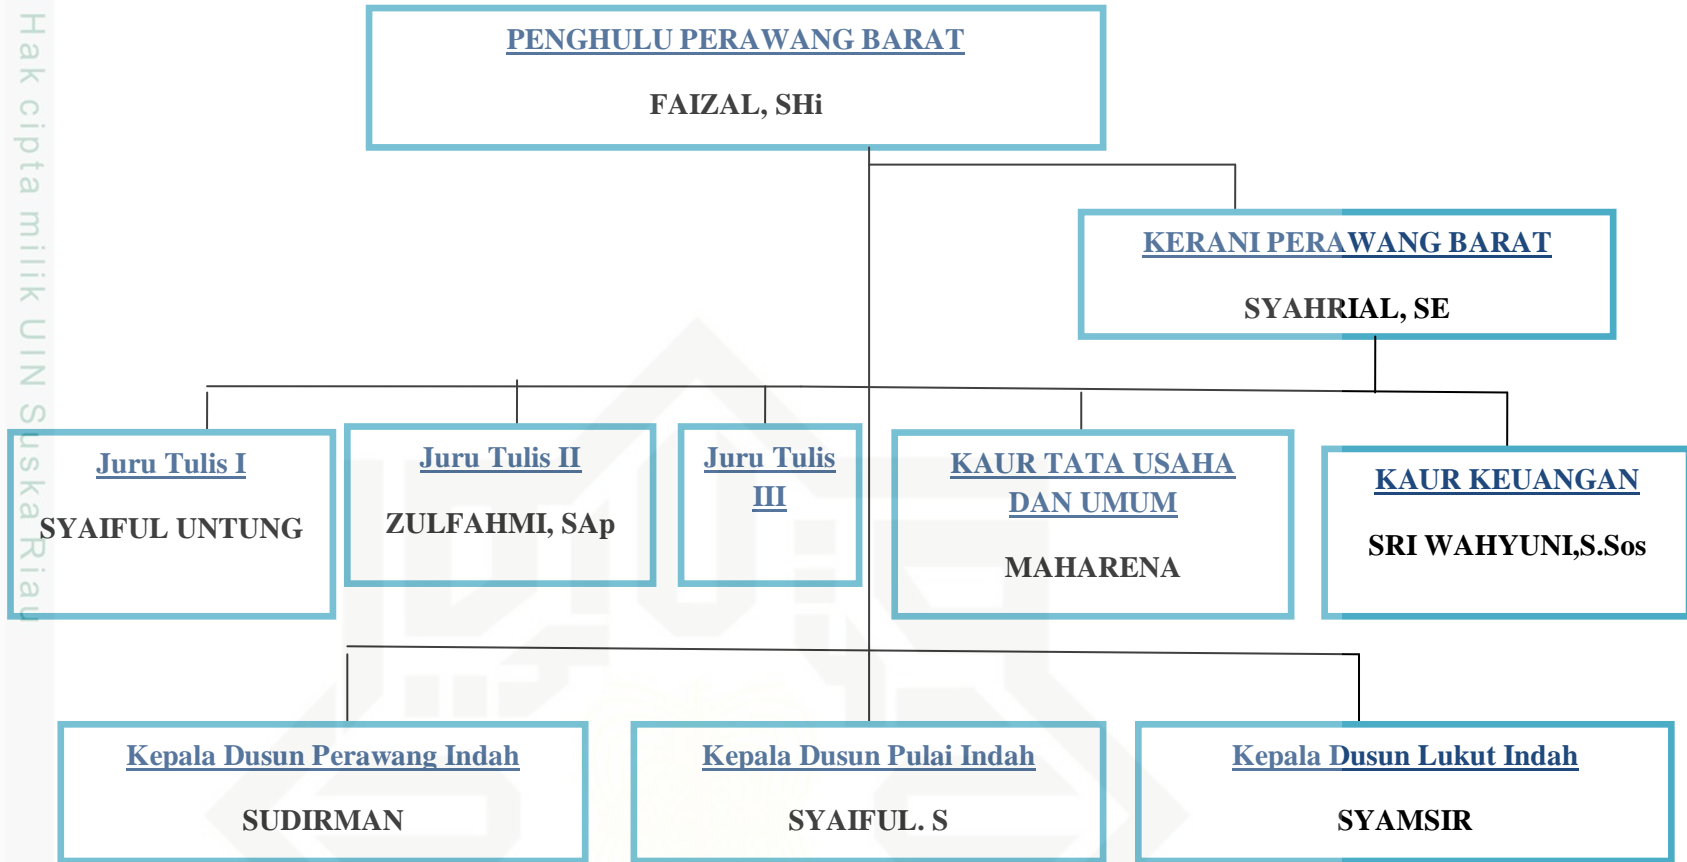 Hak cipta milik UIN Suska Riau
PENGHULU PERAWANG BARAT
FAIZAL, SHi
KERANI PERAWANG BARAT
SYAHRIAL, SE
Juru Tulis I
SYAIFUL UNTUNG
Juru Tulis II
ZULFAHMI, SAp
Juru Tulis
III
KAUR TATA USAHA
DAN UMUM
MAHARENA
KAUR KEUANGAN
SRI WAHYUNI,S.Sos
Kepala Dusun Perawang Indah
SUDIRMAN
Kepala Dusun Pulai Indah
SYAIFUL. S
Kepala Dusun Lukut Indah
SYAMSIR